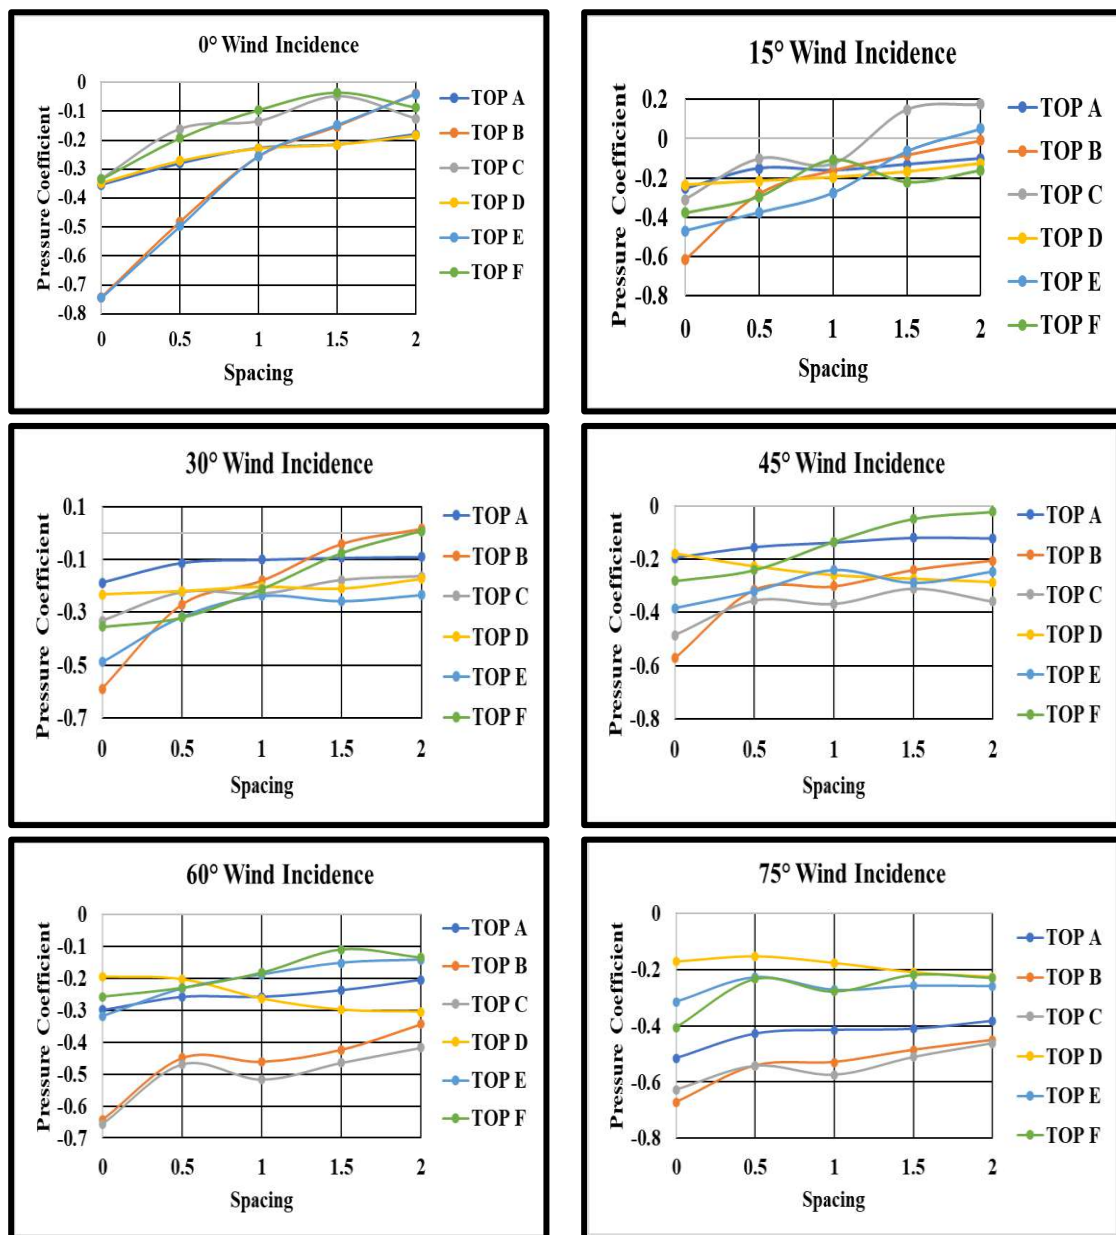 0° Wind Incidence
Pressure Coefficient
0
-0.1
-0.2
-0.3
-0.4
-0.5
-0.6
-0.7
-0.8
0 0.5 1 1.5 2
Spacing
TOP A
TOP B
TOP C
TOP D
TOP E
TOP F
15° Wind Incidence
Pressure Coefficient
0.2
0
-0.2
-0.4
-0.6
-0.8
0 0.5 1 1.5 2
Spacing
TOP A
TOP B
TOP C
TOP D
TOP E
TOP F
30° Wind Incidence
Pressure Coefficient
0.1
-0.1
-0.3
-0.5
-0.7
0 0.5 1 1.5 2
Spacing
TOP A
TOP B
TOP C
TOP D
TOP E
TOP F
45° Wind Incidence
Pressure Coefficient
0
-0.2
-0.4
-0.6
-0.8
0 0.5 1 1.5 2
Spacing
TOP A
TOP B
TOP C
TOP D
TOP E
TOP F
60° Wind Incidence
Pressure Coefficient
0
-0.1
-0.2
-0.3
-0.4
-0.5
-0.6
-0.7
0 0.5 1 1.5 2
Spacing
TOP A
TOP B
TOP C
TOP D
TOP E
TOP F
75° Wind Incidence
Pressure Coefficient
0
-0.2
-0.4
-0.6
-0.8
0 0.5 1 1.5 2
Spacing
TOP A
TOP B
TOP C
TOP D
TOP E
TOP F